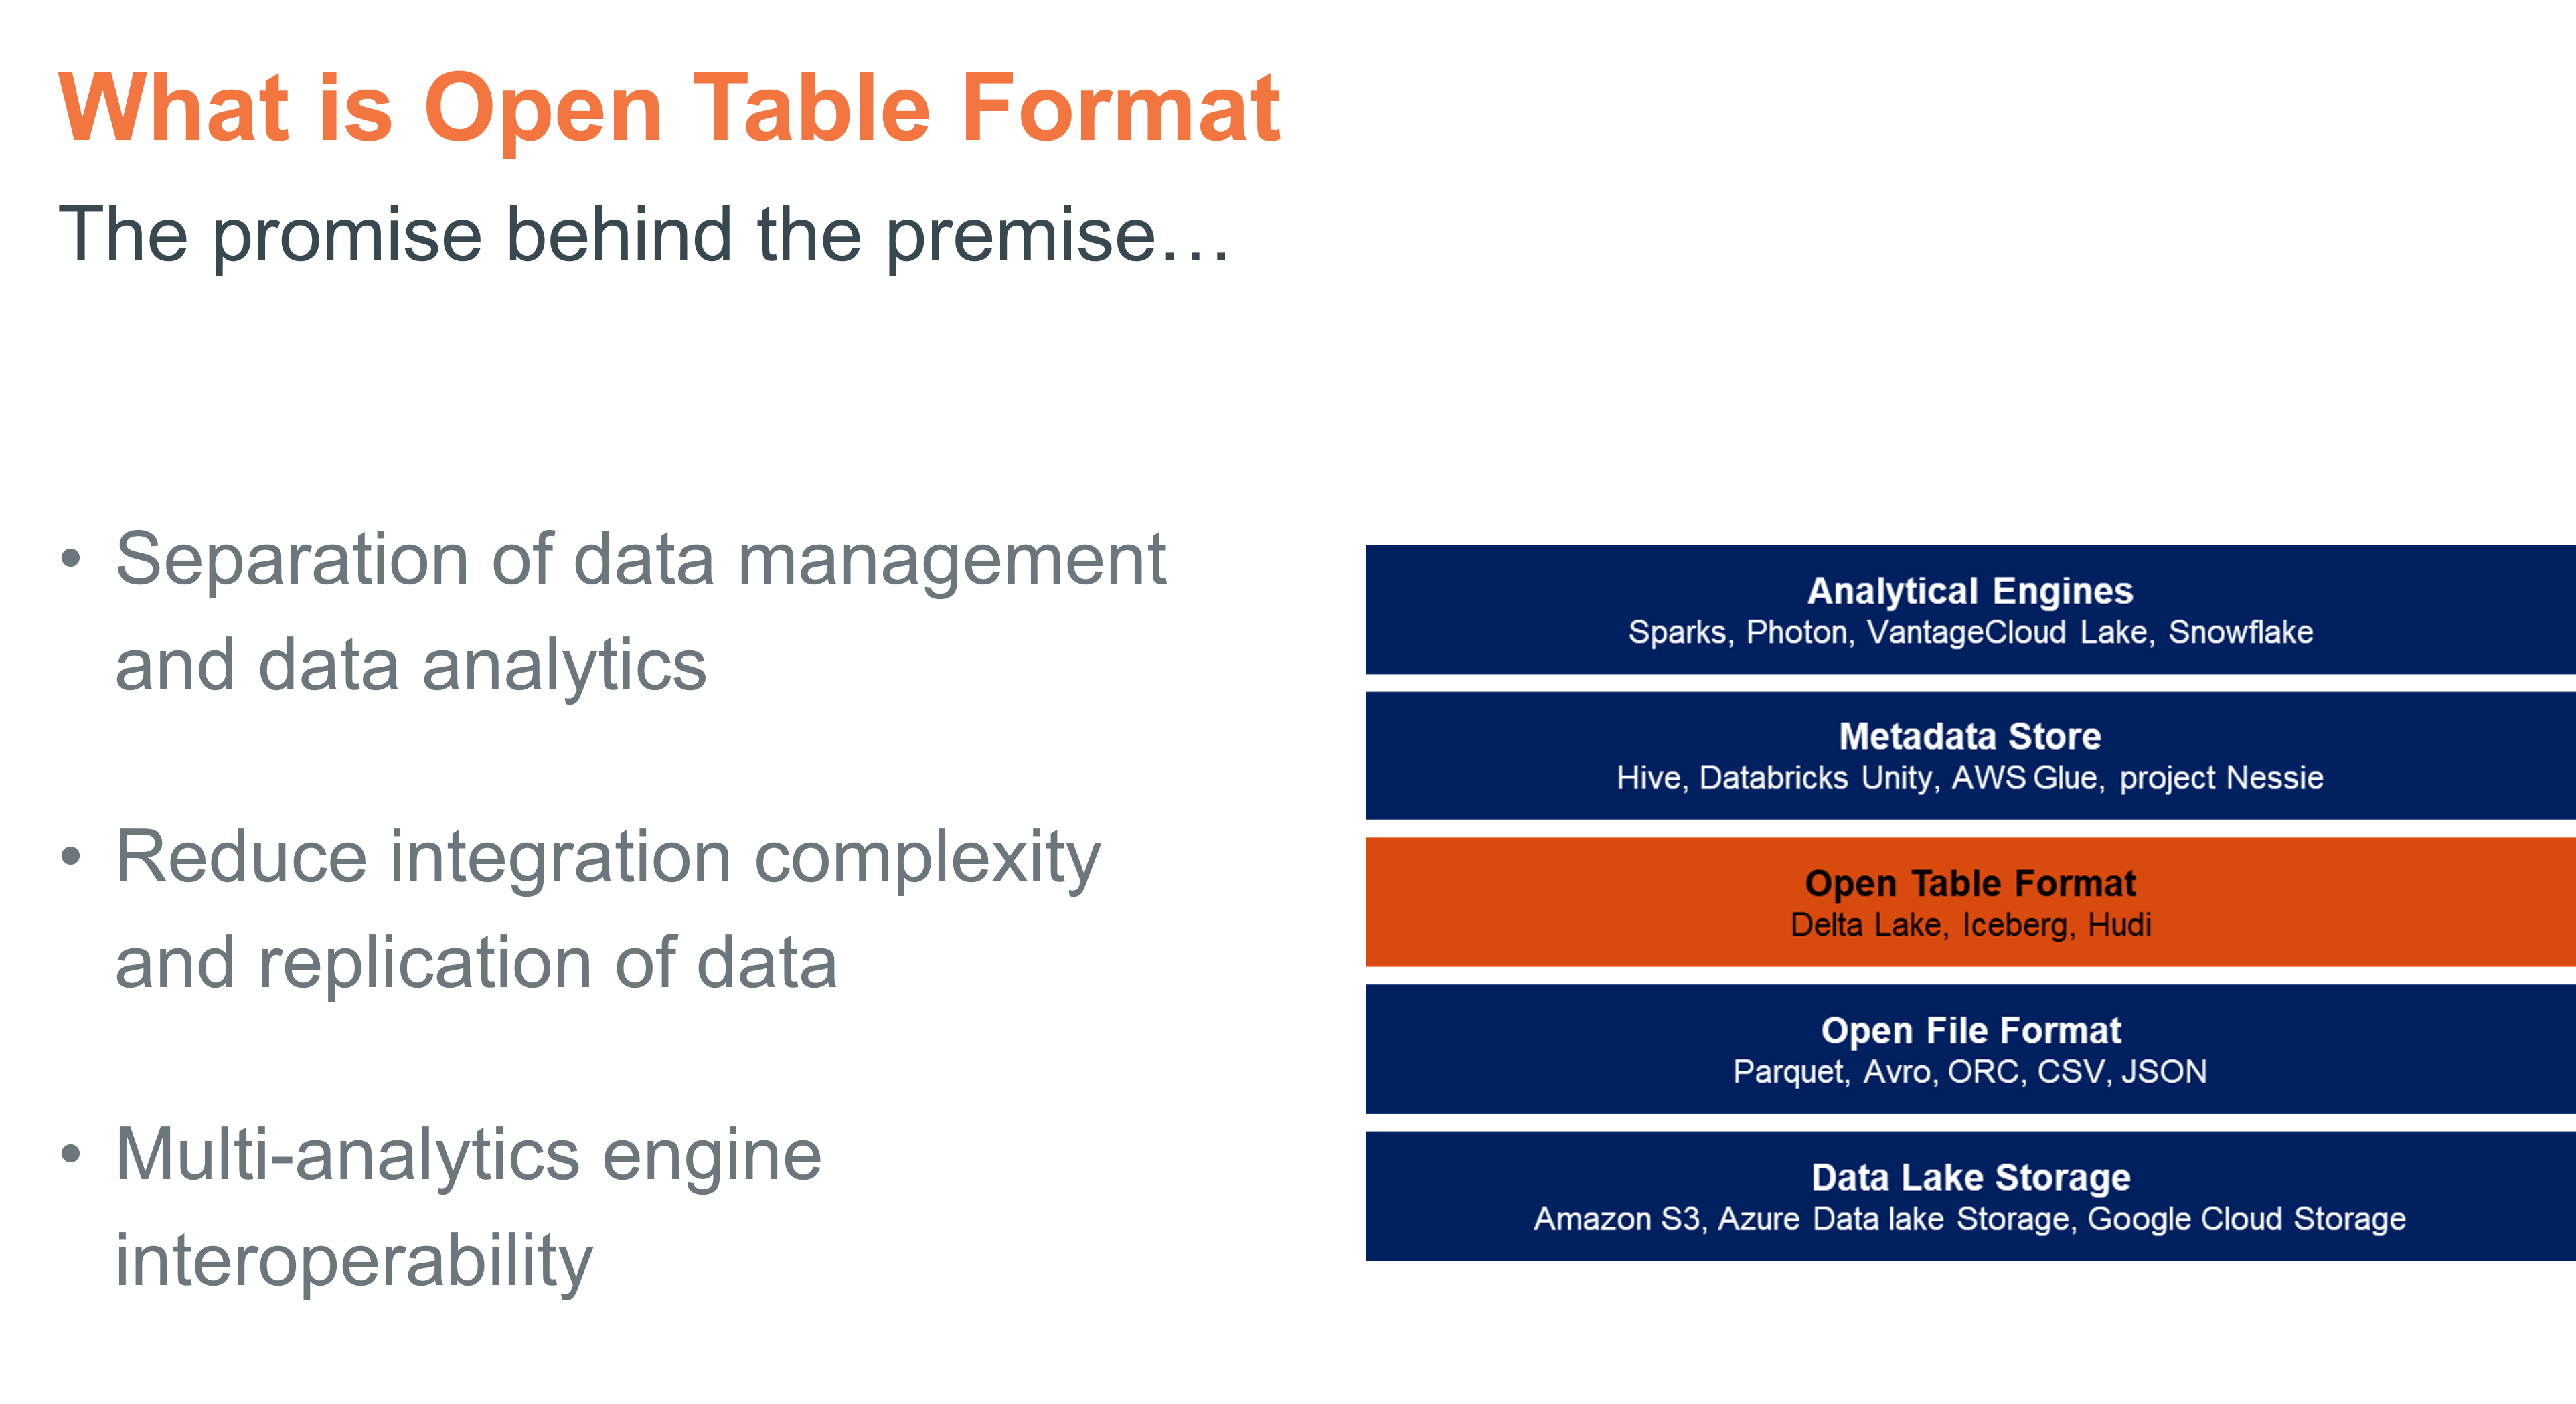 What is Open Table Format
The promise behind the premise…
• Separation of data management
and data analytics
• Reduce integration complexity
and replication of data
• Multi-analytics engine
interoperability
Analytical Engines
Sparks, Photon, VantageCloud Lake, Snowflake
Metadata Store
Hive, Databricks Unity, AWS Glue, project Nessie
Open Table Format
Delta Lake, Iceberg, Hudi
Open File Format
Parquet, Avro, ORC, CSV, JSON
Data Lake Storage
Amazon S3, Azure Data lake Storage, Google Cloud Storage